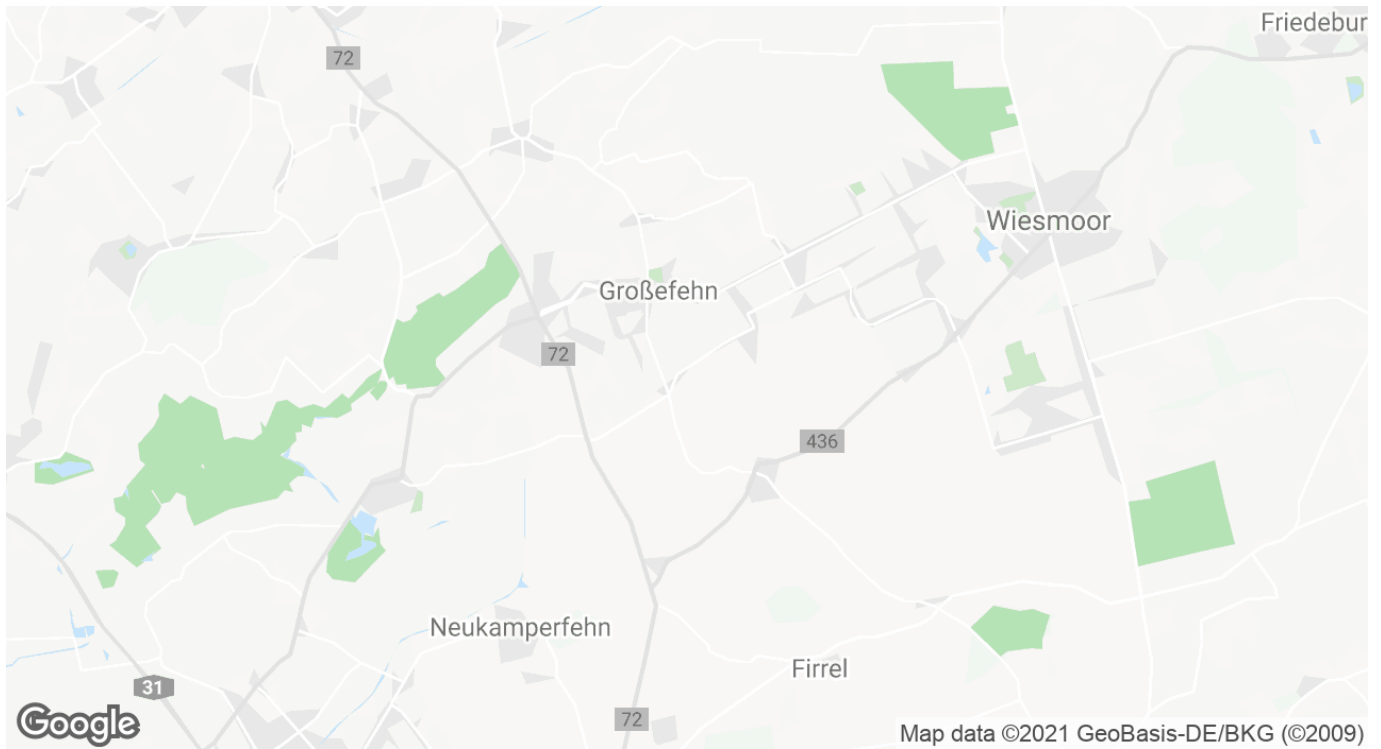 Friedebur
72
Wiesmoor
Großefehn
72
436
Neukamperfehn
Firrel
31
72
Google
Map data ©2021 GeoBasis-DE/BKG (©2009)